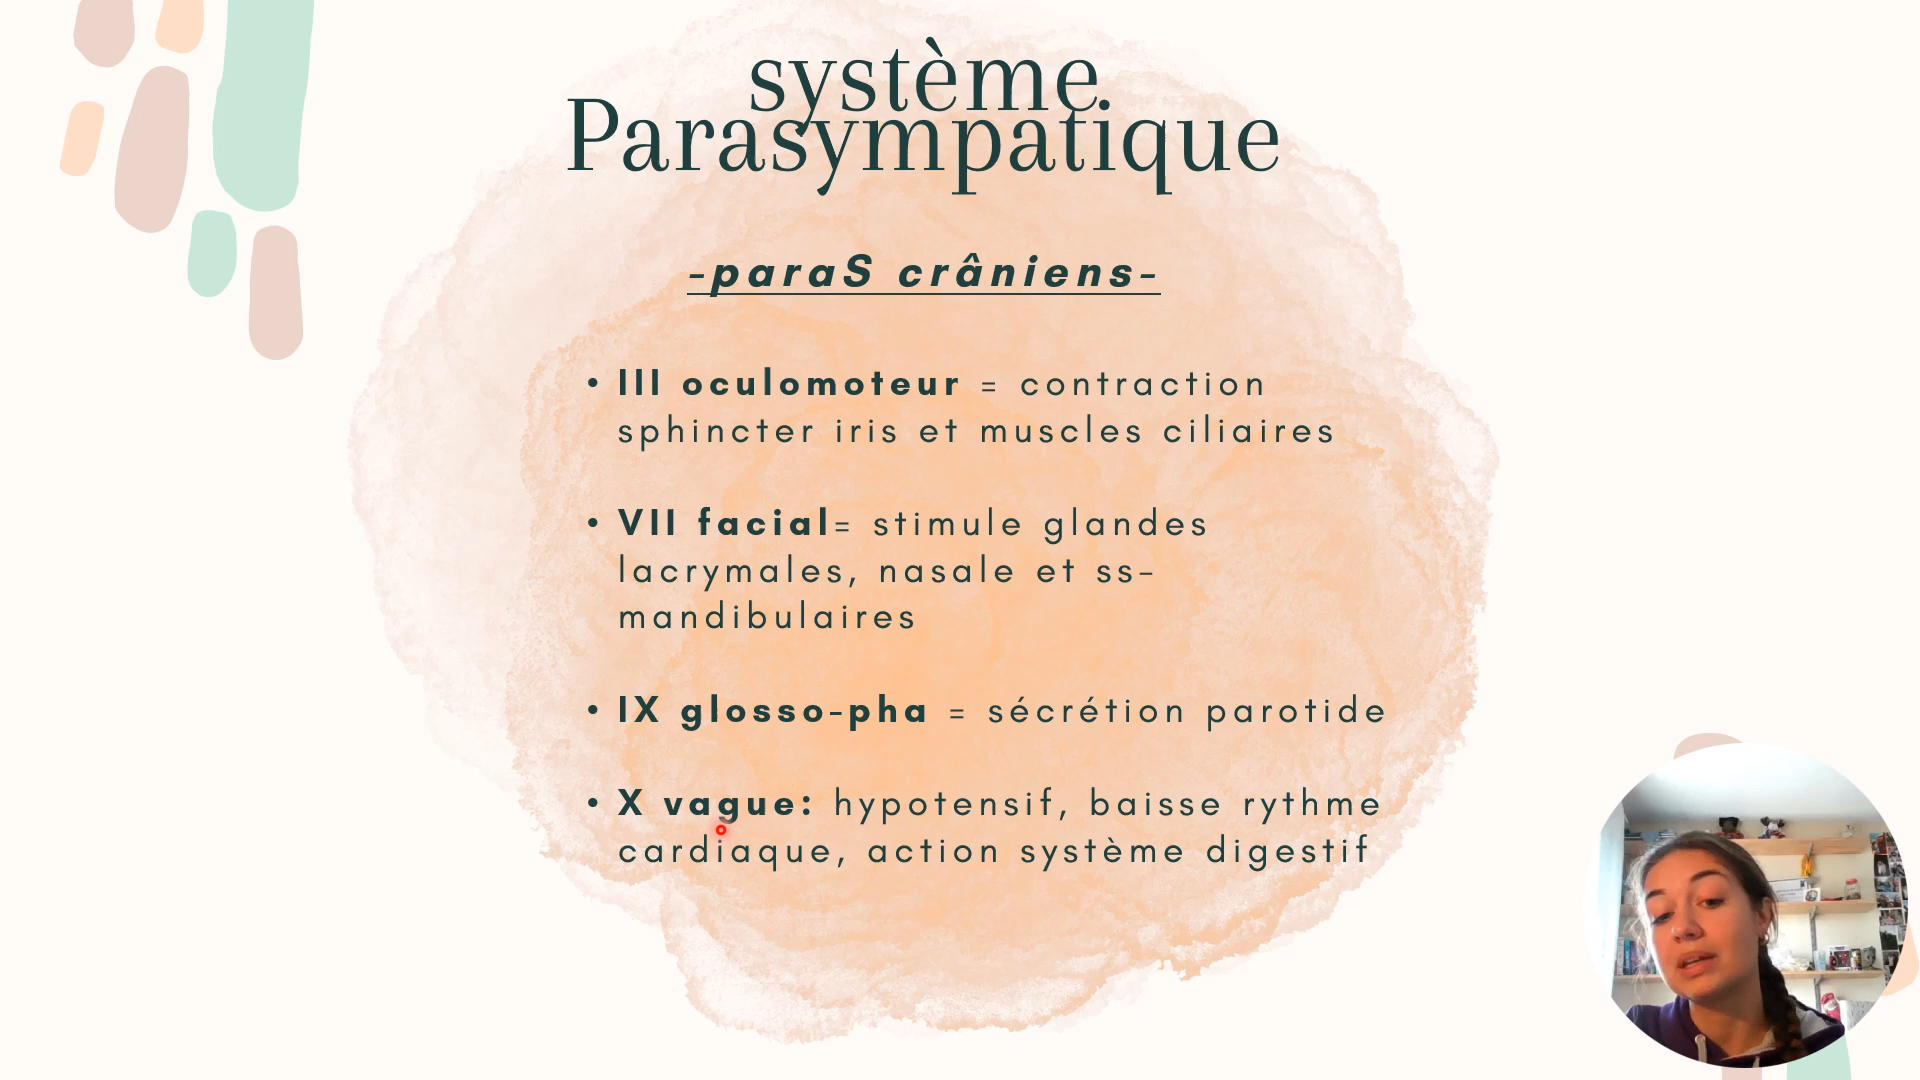 système
Parasympatique
-paraS crâniens-
• III oculomoteur = contraction
sphincter iris et muscles ciliaires
• VII facial= stimule glandes
lacrymales, nasale et ss-
mandibulaires
• IX glosso-pha = sécrétion parotide
• X vague: hypotensif, baisse rythme
cardiaque, action système digestif